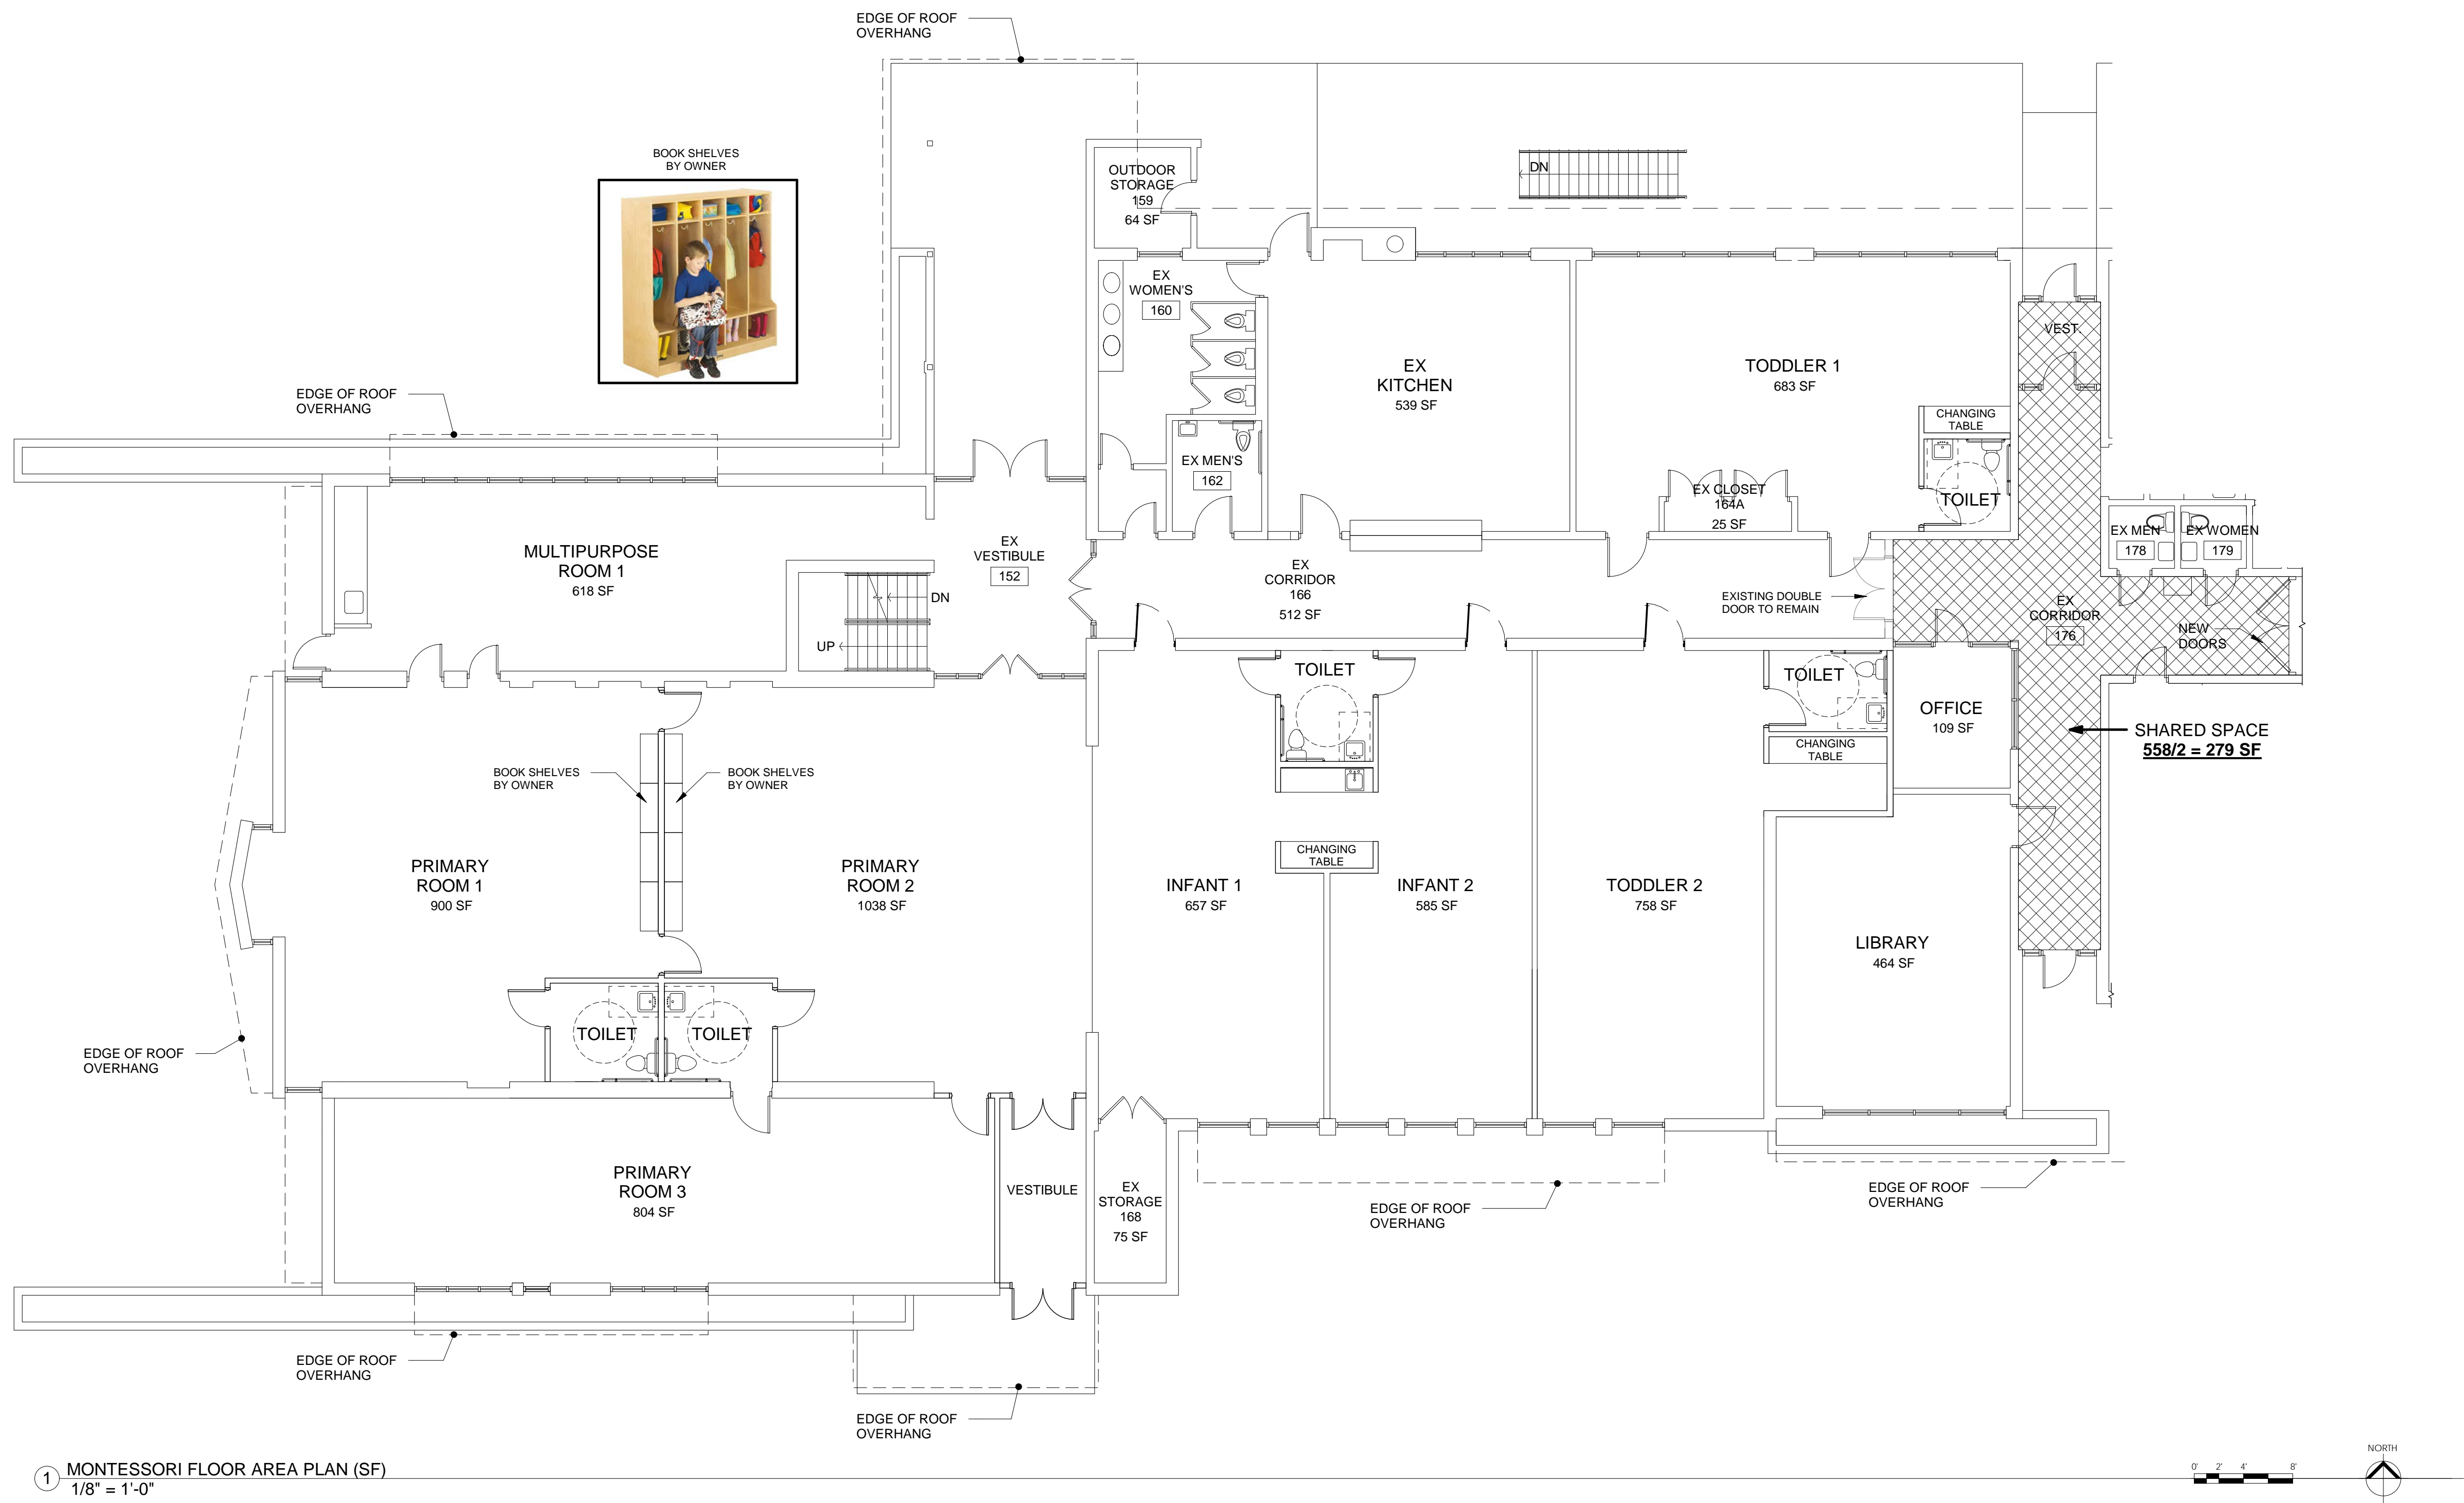 EDGE OF ROOF
OVERHANG
BOOK SHELVES
BY OWNER
OUTDOOR
STORAGE
159
64 SF
DN
EX
WOMEN'S
160
VEST.
EX
KITCHEN
539 SF
TODDLER 1
683 SF
EDGE OF ROOF
OVERHANG
CHANGING
TABLE
EX MEN'S
162
EX CLOSET
164A
25 SF
TOILET
EX MEN
178
EX WOMEN
179
MULTIPURPOSE
ROOM 1
618 SF
EX
VESTIBULE
152
DN
UP
EX
CORRIDOR
166
512 SF
EXISTING DOUBLE
DOOR TO REMAIN
EX
CORRIDOR
176
NEW
DOORS
TOILET
TOILET
OFFICE
109 SF
SHARED SPACE
558/2 = 279 SF
CHANGING
TABLE
BOOK SHELVES
BY OWNER
BOOK SHELVES
BY OWNER
CHANGING
TABLE
PRIMARY
ROOM 1
900 SF
PRIMARY
ROOM 2
1038 SF
INFANT 1
657 SF
INFANT 2
585 SF
TODDLER 2
758 SF
LIBRARY
464 SF
TOILET
TOILET
EDGE OF ROOF
OVERHANG
PRIMARY
ROOM 3
804 SF
VESTIBULE
EX
STORAGE
168
75 SF
EDGE OF ROOF
OVERHANG
EDGE OF ROOF
OVERHANG
EDGE OF ROOF
OVERHANG
EDGE OF ROOF
OVERHANG
1
MONTESSORI FLOOR AREA PLAN (SF)
1/8" = 1'-0"
0' 2' 4' 8'
NORTH